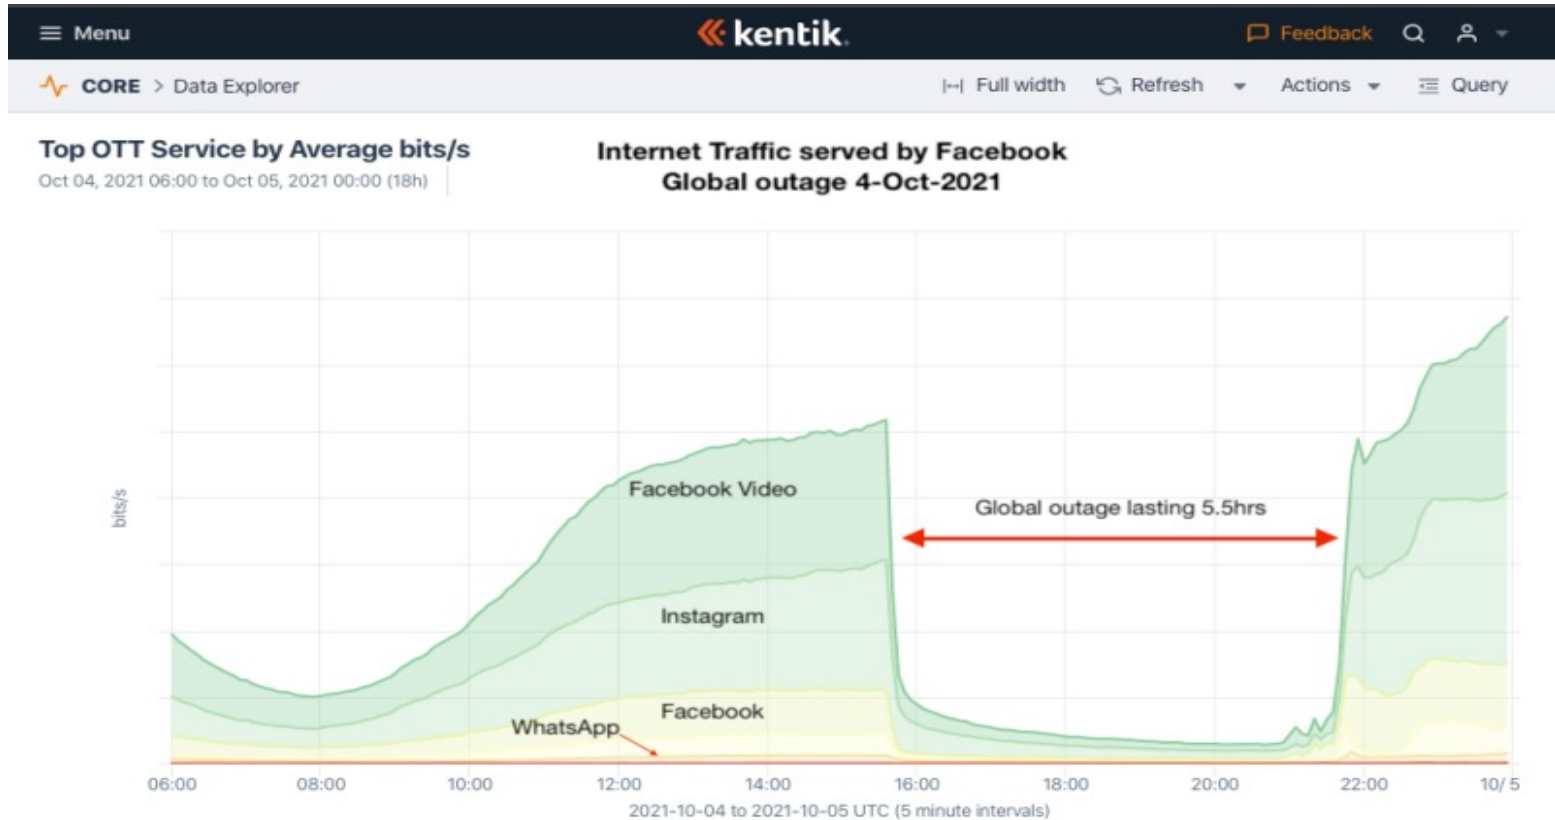 Menu
kentik.
Feedback
CORE > Data Explorer
Full width
Refresh
Actions
Query
Top OTT Service by Average bits/s
Oct 04, 2021 06:00 to Oct 05, 2021 00:00 (18h)
Internet Traffic served by Facebook
Global outage 4-Oct-2021
bits/s
Facebook Video
Global outage lasting 5.5hrs
Instagram
Facebook
WhatsApp
06:00 08:00 10:00 12:00 14:00 16:00 18:00 20:00 22:00 10/ 5
2021-10-04 to 2021-10-05 UTC (5 minute intervals)